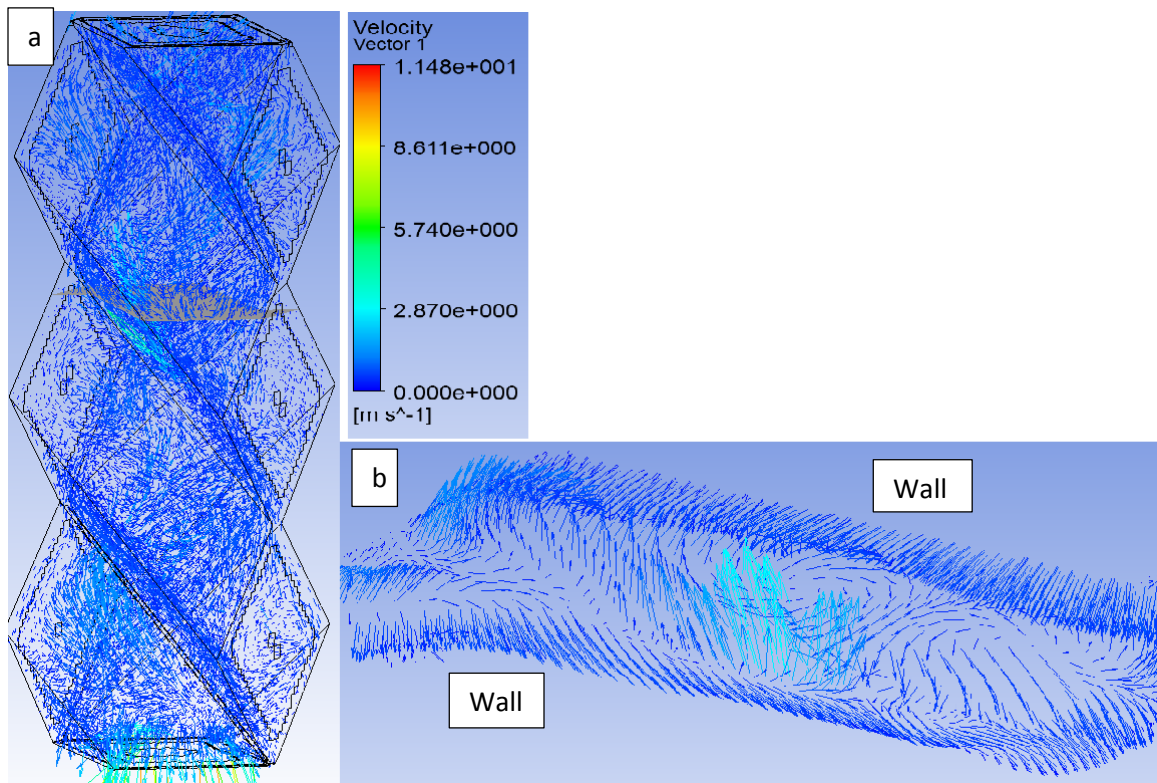 a
Velocity
Vector 1
1.148e+001
8.611e+000
5.740e+000
2.870e+000
0.000e+000
[m s^-1]
b
Wall
Wall